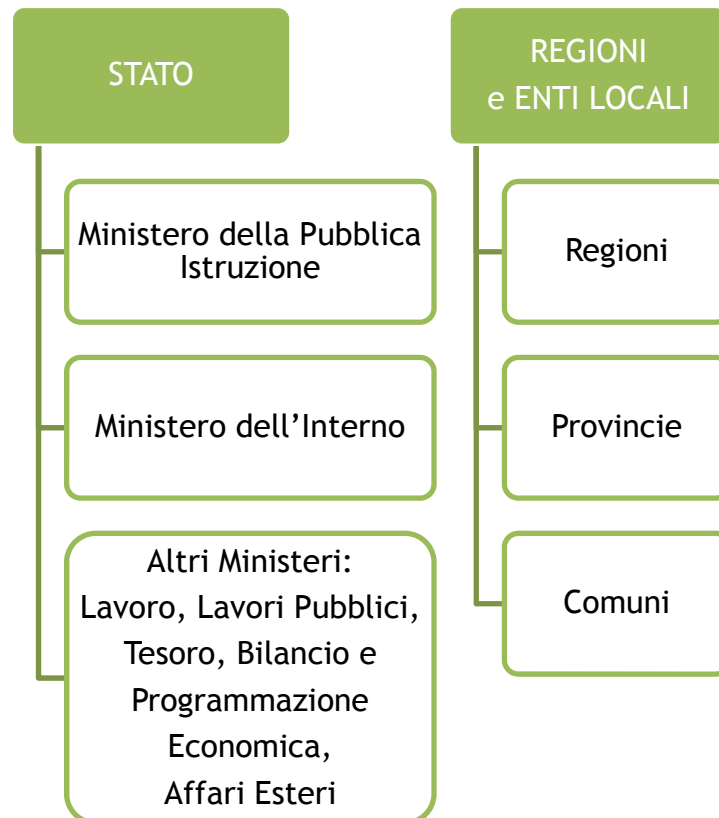 STATO
Ministero della Pubblica
Istruzione
Ministero dell’Interno
Altri Ministeri:
Lavoro, Lavori Pubblici,
Tesoro, Bilancio e
Programmazione
Economica,
Affari Esteri
REGIONI
e ENTI LOCALI
Regioni
Provincie
Comuni